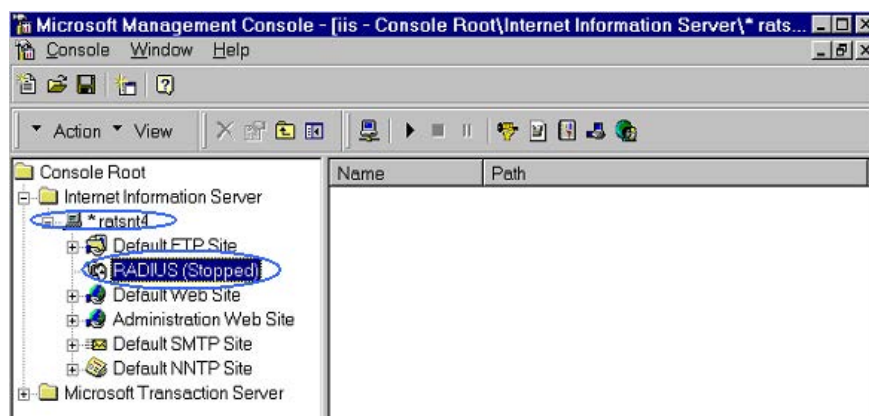 Microsoft Management Console - [iis - Console Root\Internet Information Server\* rats...
Console Window Help
Action View
Console Root
Internet Information Server
* ratsnt4
Default FTP Site
RADIUS (Stopped)
Default Web Site
Administration Web Site
Default SMTP Site
Default NNTP Site
Microsoft Transaction Server
Name Path